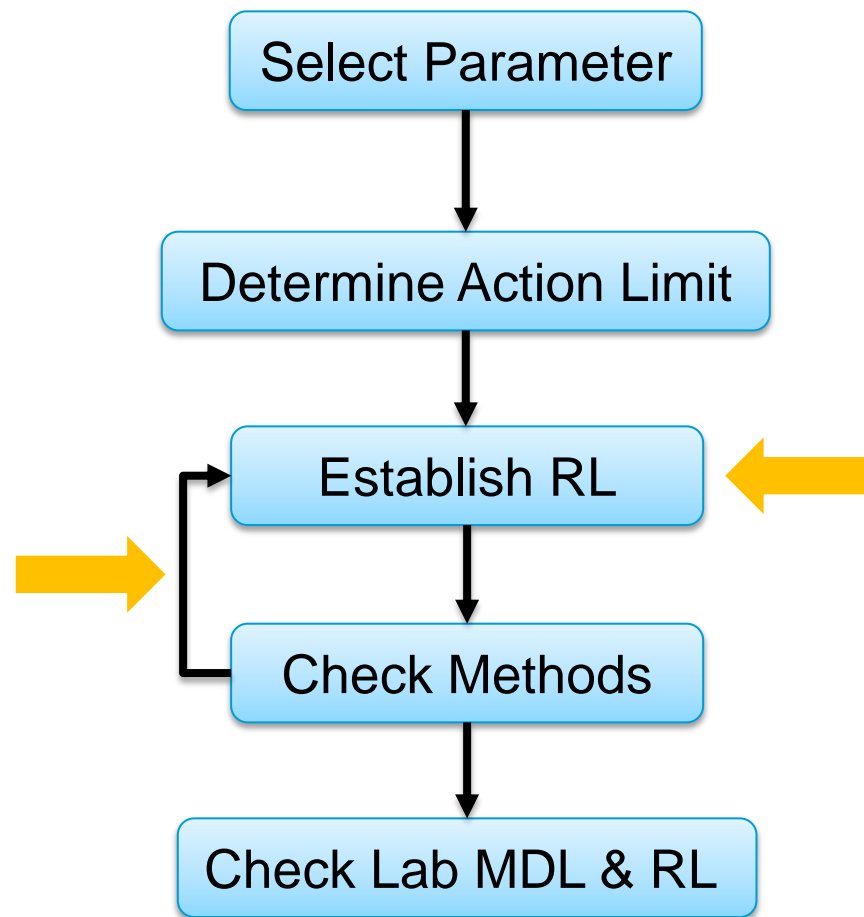 Select Parameter
Determine Action Limit
Establish RL
Check Methods
Check Lab MDL & RL